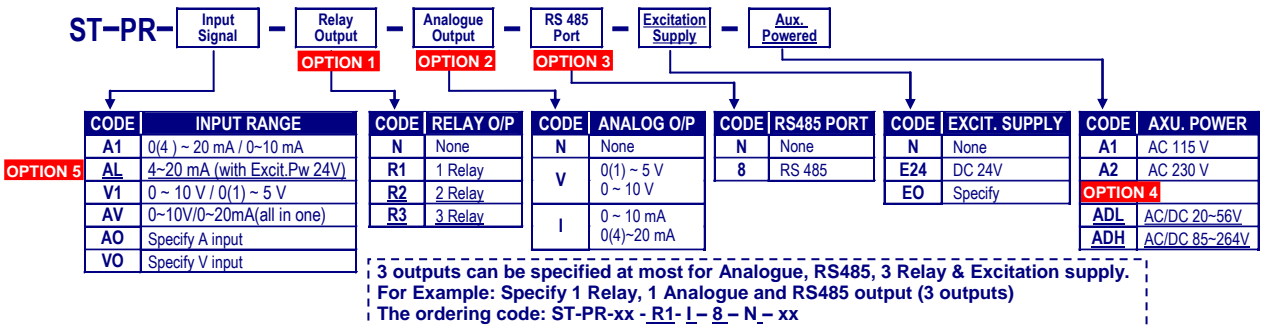 ST–PR– Input Signal – Relay Output – Analogue Output – RS 485 Port – Excitation Supply – Aux. Powered
OPTION 1 OPTION 2 OPTION 3
CODE INPUT RANGE
A1 0(4 ) ~ 20 mA / 0~10 mA
OPTION 5 AL 4~20 mA (with Excit.Pw 24V)
V1 0 ~ 10 V / 0(1) ~ 5 V
AV 0~10V/0~20mA(all in one)
AO Specify A input
VO Specify V input
CODE RELAY O/P
N None
R1 1 Relay
R2 2 Relay
R3 3 Relay
CODE ANALOG O/P
N None
V 0(1) ~ 5 V
0 ~ 10 V
I 0 ~ 10 mA
0(4)~20 mA
CODE RS485 PORT
N None
8 RS 485
CODE EXCIT. SUPPLY
N None
E24 DC 24V
EO Specify
CODE AXU. POWER
A1 AC 115 V
A2 AC 230 V
OPTION 4
ADL AC/DC 20~56V
ADH AC/DC 85~264V
3 outputs can be specified at most for Analogue, RS485, 3 Relay & Excitation supply.
For Example: Specify 1 Relay, 1 Analogue and RS485 output (3 outputs)
The ordering code: ST-PR-xx - R1- I – 8 – N – xx